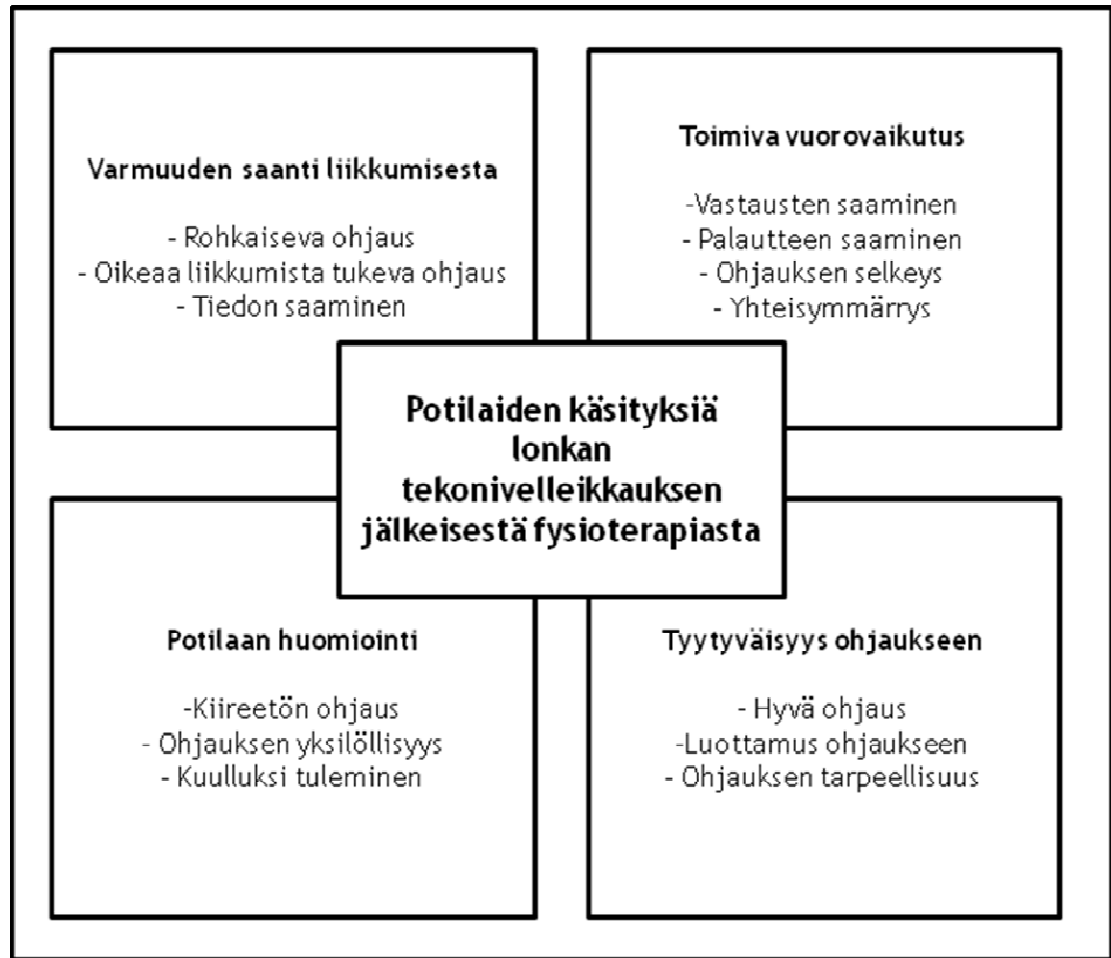 Varmuuden saanti liikkumisesta
- Rohkaiseva ohjaus
- Oikeaa liikkumista tukeva ohjaus
- Tiedon saaminen
Toimiva vuorovaikutus
-Vastausten saaminen
- Palautteen saaminen
- Ohjauksen selkeys
- Yhteisymmärrys
Potilaiden käsityksiä
lonkan
tekonivelleikkauksen
jälkeisestä fysioterapiasta
Potilaan huomiointi
-Kiireetön ohjaus
- Ohjauksen yksilöllisyys
- Kuulluksi tuleminen
Tyytyväisyys ohjaukseen
- Hyvä ohjaus
-Luottamus ohjaukseen
- Ohjauksen tarpeellisuus